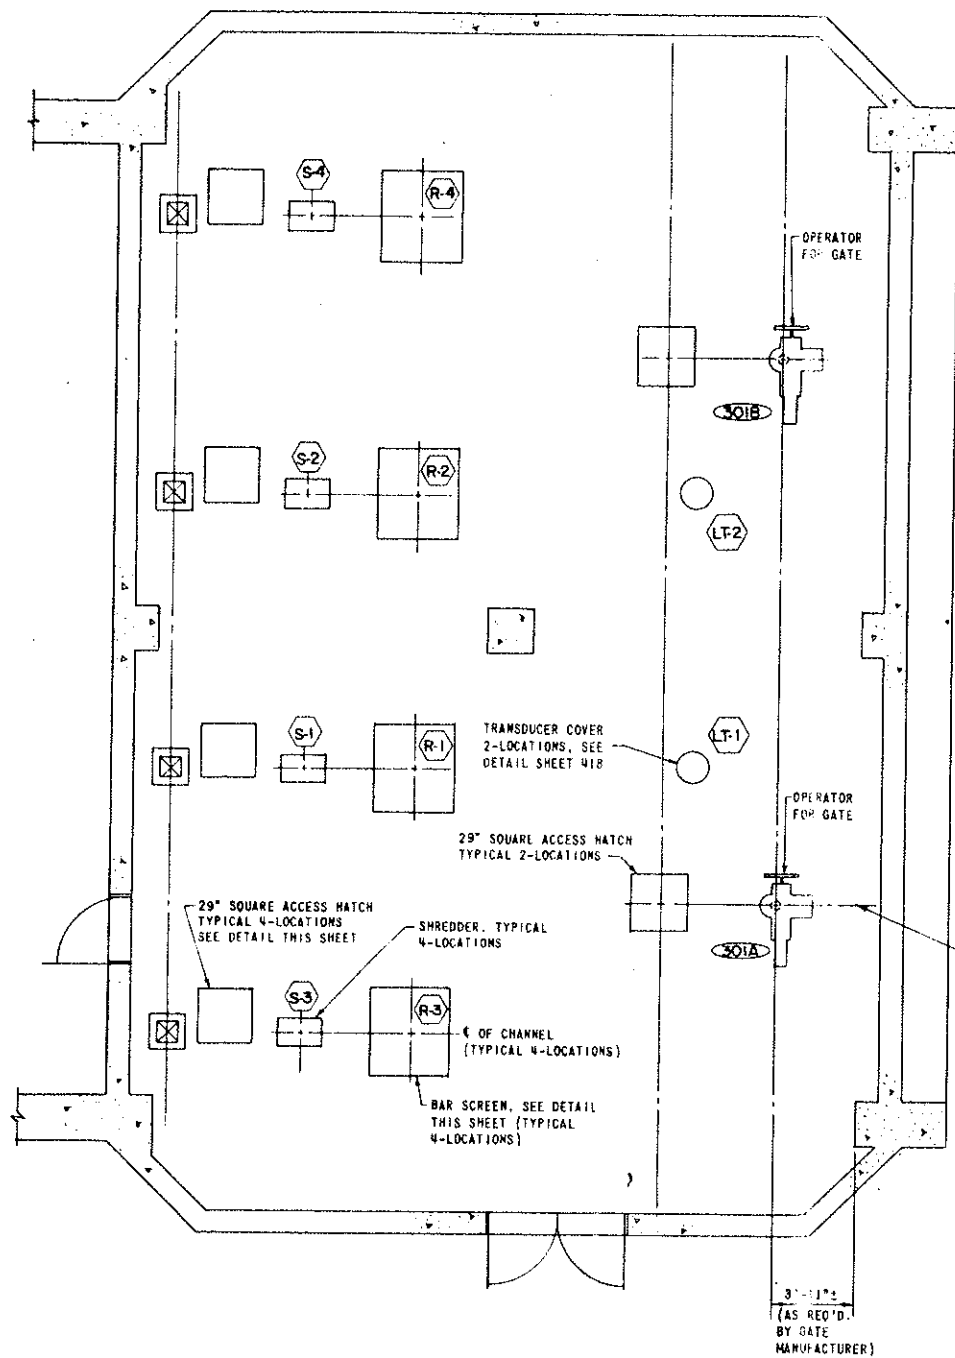 S-4
R-4
OPERATOR
FOR GATE
301B
S-2
R-2
LT-2
S-1
R-1
TRANSDUCER COVER
2-LOCATIONS, SEE
DETAIL SHEET 418
LT-1
OPERATOR
FOR GATE
29" SQUARE ACCESS HATCH
TYPICAL 2-LOCATIONS
29" SQUARE ACCESS HATCH
TYPICAL 4-LOCATIONS
SEE DETAIL THIS SHEET
SHREDDER, TYPICAL
4-LOCATIONS
301A
S-3
R-3
℄ OF CHANNEL
(TYPICAL 4-LOCATIONS)
BAR SCREEN, SEE DETAIL
THIS SHEET (TYPICAL
4-LOCATIONS)
3'-11"±
(AS REQ'D.
BY GATE
MANUFACTURER)